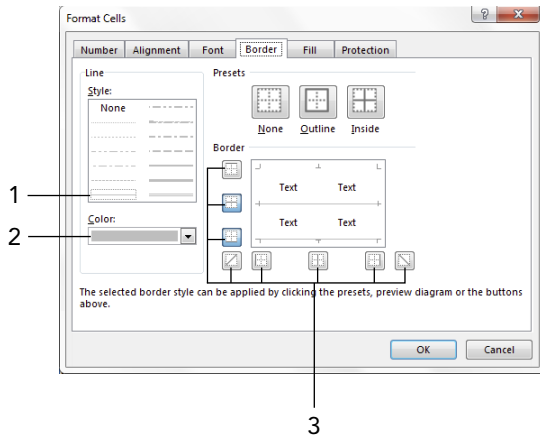 Format Cells
Number Alignment Font Border Fill Protection
Line
Style:
None
Color:
Presets
None Outline Inside
Border
Text Text
Text Text
The selected border style can be applied by clicking the presets, preview diagram or the buttons
above.
OK Cancel
1
2
3